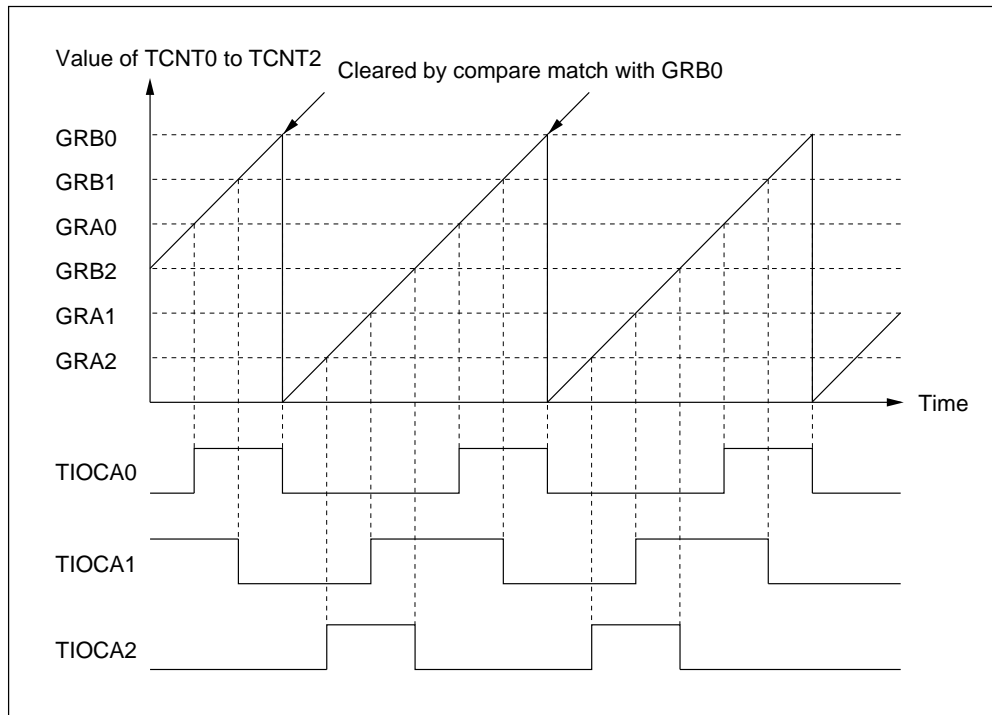 Value of TCNT0 to TCNT2
Cleared by compare match with GRB0
GRB0
GRB1
GRA0
GRB2
GRA1
GRA2
Time
TIOCA0
TIOCA1
TIOCA2